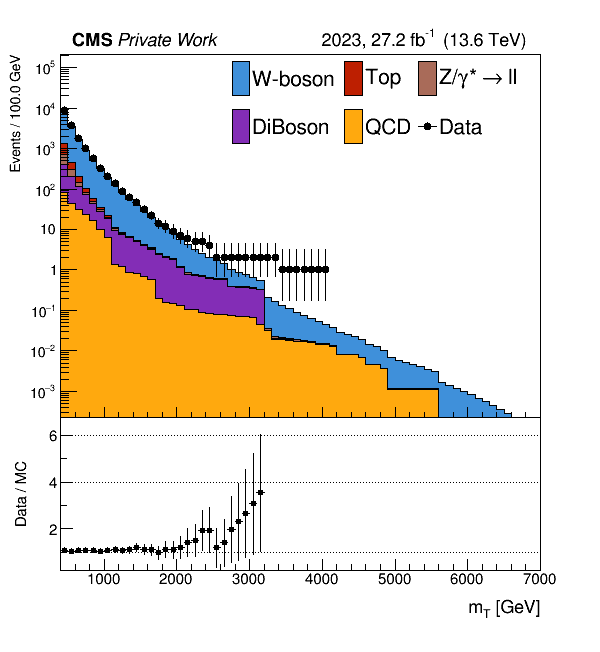 CMS Private Work 2023, 27.2 fb⁻¹ (13.6 TeV)
W-boson Top Z/γ* → ll
DiBoson QCD Data
Events / 100.0 GeV
10⁵
10⁴
10³
10²
10
1
10⁻¹
10⁻²
10⁻³
Data / MC
6
4
2
1000 2000 3000 4000 5000 6000 7000
m_T [GeV]